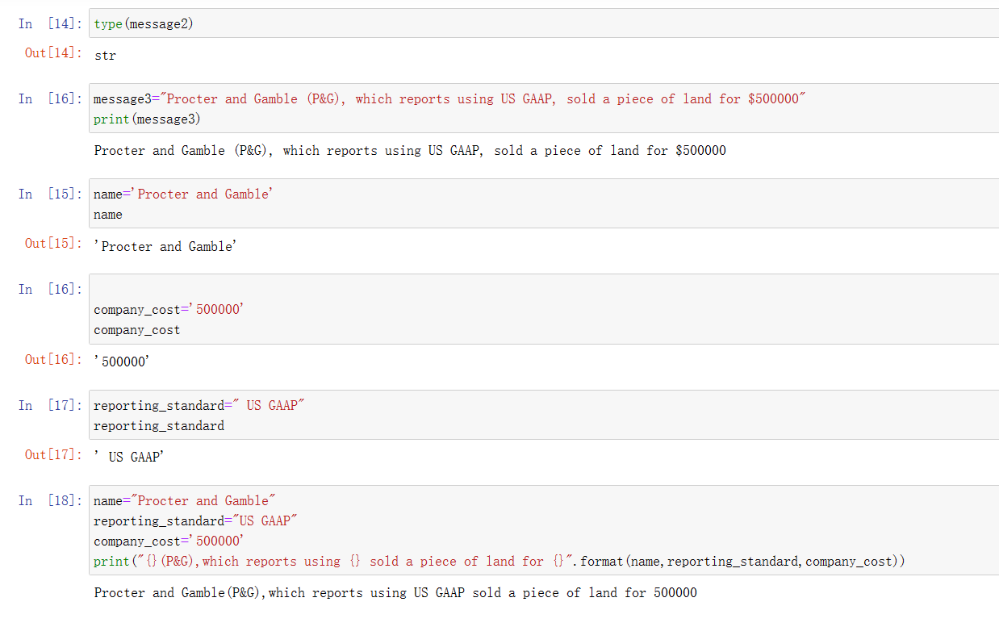 In [14]: type(message2)
Out[14]: str
In [16]: message3="Procter and Gamble (P&G), which reports using US GAAP, sold a piece of land for $500000"
print(message3)
Procter and Gamble (P&G), which reports using US GAAP, sold a piece of land for $500000
In [15]: name='Procter and Gamble'
name
Out[15]: 'Procter and Gamble'
In [16]:
company_cost='500000'
company_cost
Out[16]: '500000'
In [17]: reporting_standard=" US GAAP"
reporting_standard
Out[17]: ' US GAAP'
In [18]: name="Procter and Gamble"
reporting_standard="US GAAP"
company_cost='500000'
print("{}(P&G),which reports using {} sold a piece of land for {}".format(name,reporting_standard,company_cost))
Procter and Gamble(P&G),which reports using US GAAP sold a piece of land for 500000